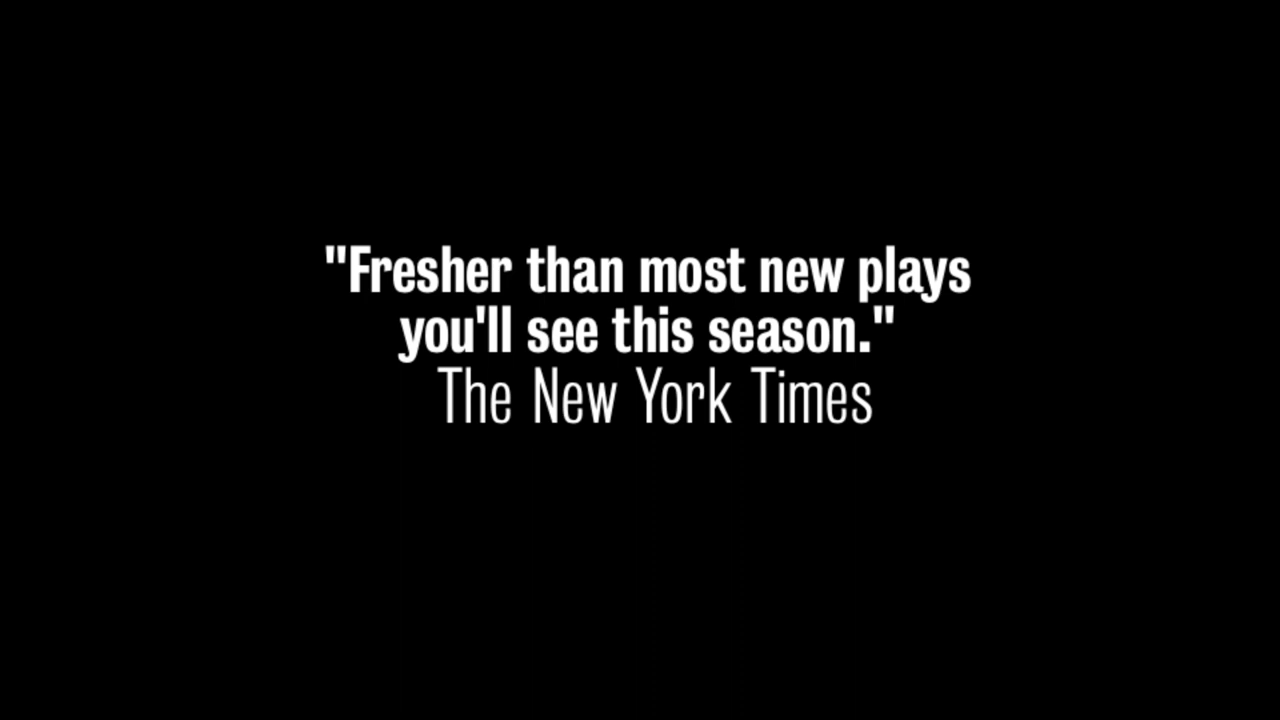 "Fresher than most new plays
you'll see this season."
The New York Times